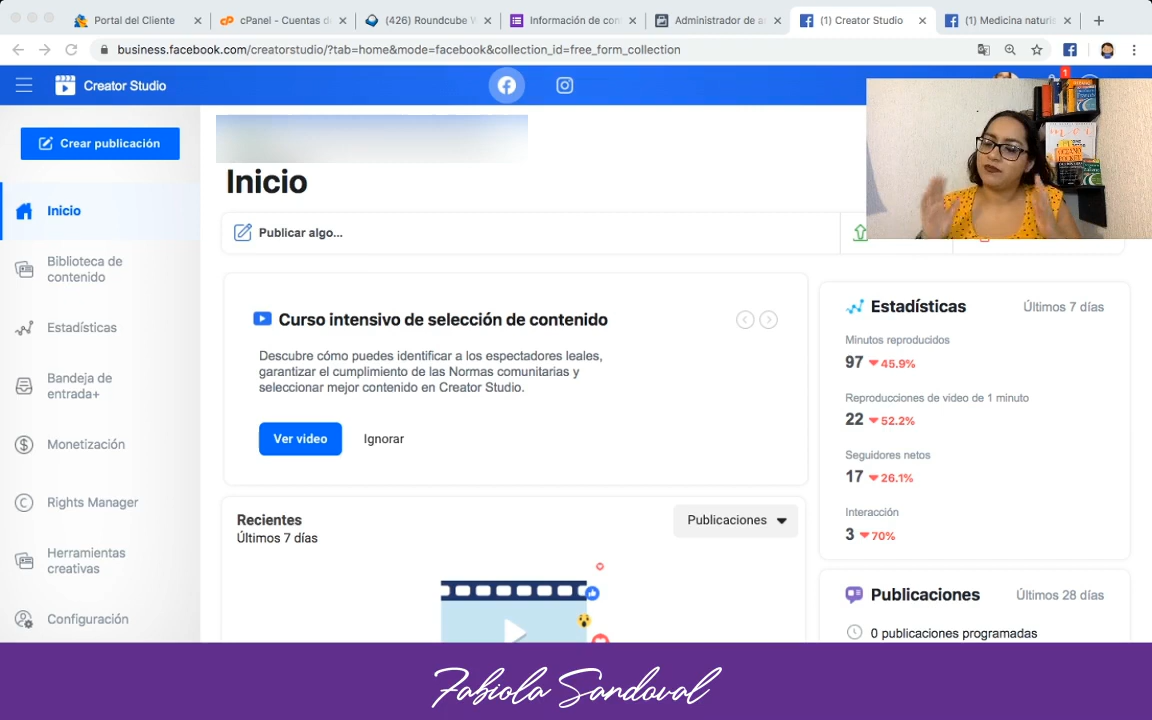 Portal del Cliente
cPanel - Cuentas d
(426) Roundcube
Información de con
Administrador de a
(1) Creator Studio
(1) Medicina naturis
business.facebook.com/creatorstudio/?tab=home&mode=facebook&collection_id=free_form_collection
Creator Studio
1
Crear publicación
Inicio
Biblioteca de
contenido
Estadísticas
Bandeja de
entrada+
Monetización
Rights Manager
Herramientas
creativas
Configuración
Inicio
Publicar algo...
Curso intensivo de selección de contenido
Descubre cómo puedes identificar a los espectadores leales,
garantizar el cumplimiento de las Normas comunitarias y
seleccionar mejor contenido en Creator Studio.
Ver video
Ignorar
Recientes
Últimos 7 días
Publicaciones
Estadísticas
Últimos 7 días
Minutos reproducidos
97 45.9%
Reproducciones de video de 1 minuto
22 52.2%
Seguidores netos
17 26.1%
Interacción
3 70%
Publicaciones
Últimos 28 días
0 publicaciones programadas
Fabiola Sandoval